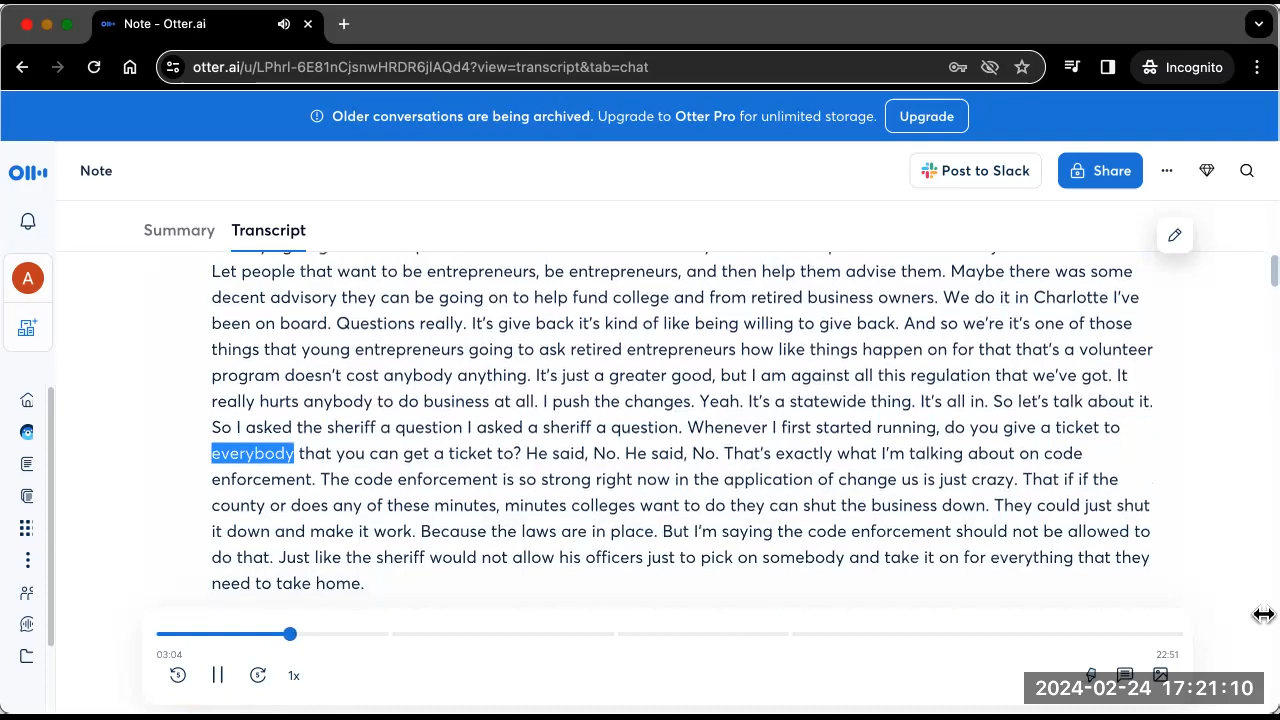 Note - Otter.ai
otter.ai/u/LPhrI-6E81nCjsnwHRDR6jlAQd4?view=transcript&tab=chat
Incognito
Older conversations are being archived. Upgrade to Otter Pro for unlimited storage. Upgrade
Note
Post to Slack
Share
Summary Transcript
A
Let people that want to be entrepreneurs, be entrepreneurs, and then help them advise them. Maybe there was some
decent advisory they can be going on to help fund college and from retired business owners. We do it in Charlotte I've
been on board. Questions really. It's give back it's kind of like being willing to give back. And so we're it's one of those
things that young entrepreneurs going to ask retired entrepreneurs how like things happen on for that that's a volunteer
program doesn't cost anybody anything. It's just a greater good, but I am against all this regulation that we've got. It
really hurts anybody to do business at all. I push the changes. Yeah. It's a statewide thing. It's all in. So let's talk about it.
So I asked the sheriff a question I asked a sheriff a question. Whenever I first started running, do you give a ticket to
everybody that you can get a ticket to? He said, No. He said, No. That's exactly what I'm talking about on code
enforcement. The code enforcement is so strong right now in the application of change us is just crazy. That if if the
county or does any of these minutes, minutes colleges want to do they can shut the business down. They could just shut
it down and make it work. Because the laws are in place. But I'm saying the code enforcement should not be allowed to
do that. Just like the sheriff would not allow his officers just to pick on somebody and take it on for everything that they
need to take home.
03:04
22:51
5
5
1x
2024-02-24 17:21:10